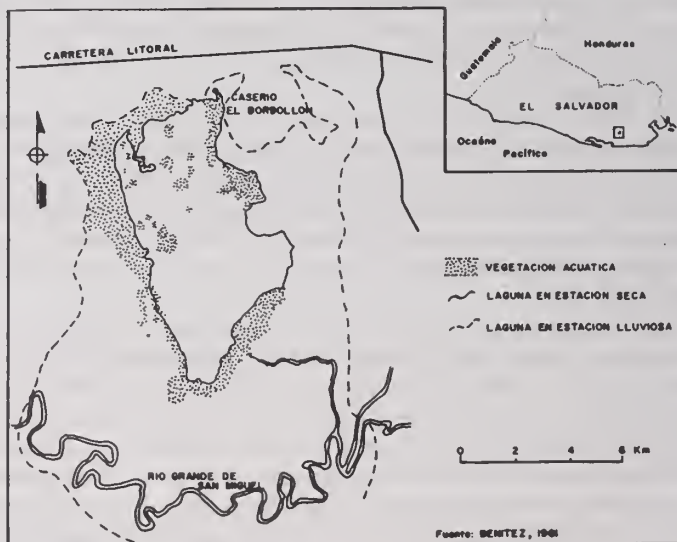 CARRETERA LITORAL
CASERIO
EL BORBOLLON
RIO GRANDE DE
SAN MIGUEL
Guatemala
Honduras
EL SALVADOR
Oceáno
Pacífico
VEGETACION ACUATICA
LAGUNA EN ESTACION SECA
LAGUNA EN ESTACION LLUVIOSA
0 2 4 6 Km
Fuente: BENITEZ, 1981